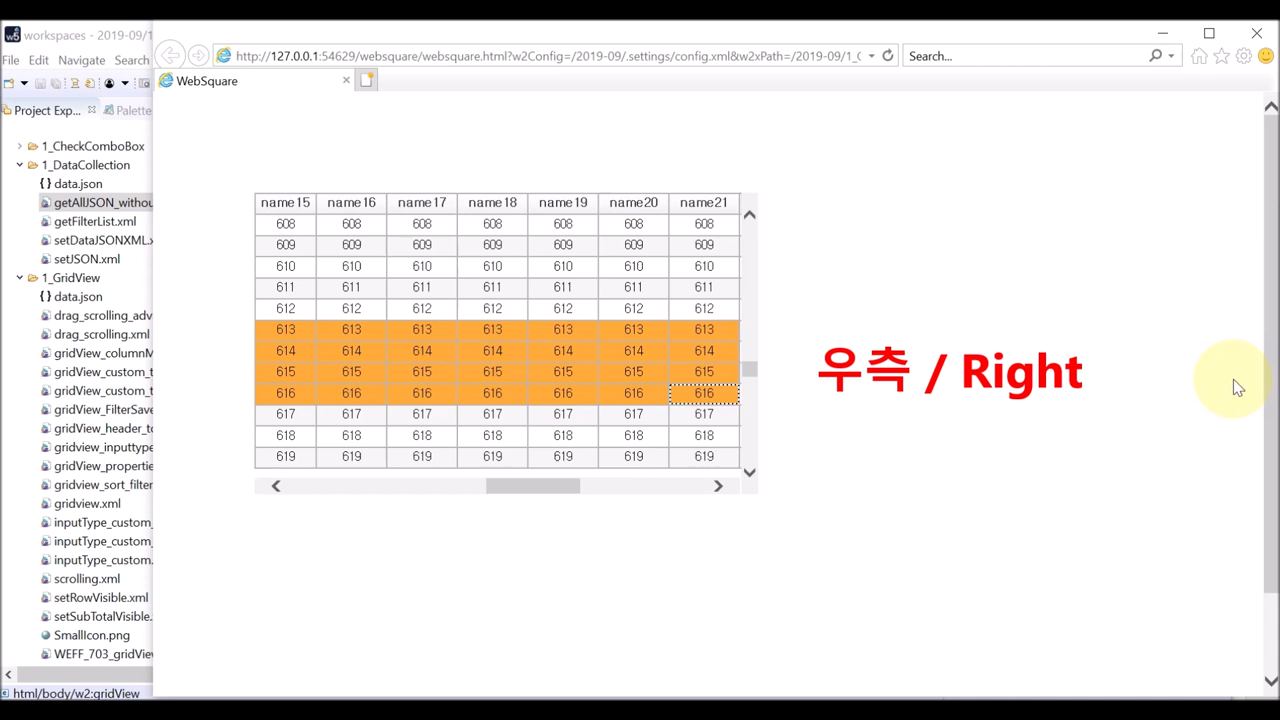 workspaces - 2019-09/1
File Edit Navigate Search
Project Exp... Palette
1_CheckComboBox
1_DataCollection
data.json
getAllJSON_withou
getFilterList.xml
setDataJSONXML.x
setJSON.xml
1_GridView
data.json
drag_scrolling_adv
drag_scrolling.xml
gridView_columnM
gridView_custom_t
gridView_custom_t
gridView_FilterSave
gridView_header_to
gridview_inputtype
gridView_propertie
gridview_sort_filter
gridview.xml
inputType_custom_
inputType_custom_
inputType_custom.
scrolling.xml
setRowVisible.xml
setSubTotalVisible.
SmallIcon.png
WEFF_703_gridViev
html/body/w2:gridView
http://127.0.0.1:54629/websquare/websquare.html?w2Config=/2019-09/.settings/config.xml&w2xPath=/2019-09/1_G
Search...
WebSquare
name15 name16 name17 name18 name19 name20 name21
608 608 608 608 608 608 608
609 609 609 609 609 609 609
610 610 610 610 610 610 610
611 611 611 611 611 611 611
612 612 612 612 612 612 612
613 613 613 613 613 613 613
614 614 614 614 614 614 614
615 615 615 615 615 615 615
616 616 616 616 616 616 616
617 617 617 617 617 617 617
618 618 618 618 618 618 618
619 619 619 619 619 619 619
우측 / Right